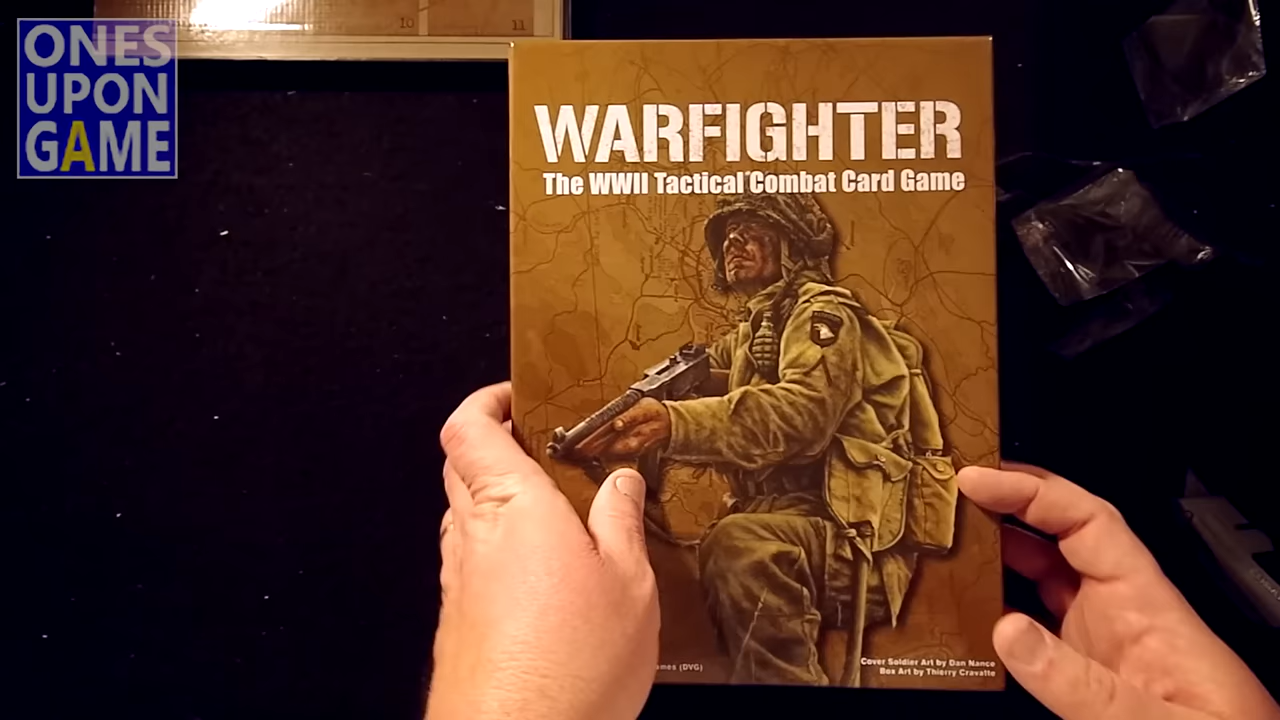 ONES
UPON
GAME
10
11
WARFIGHTER
The WWII Tactical Combat Card Game
(DVG)
Cover Soldier Art by Dan Nance
Box Art by Thierry Cravatte